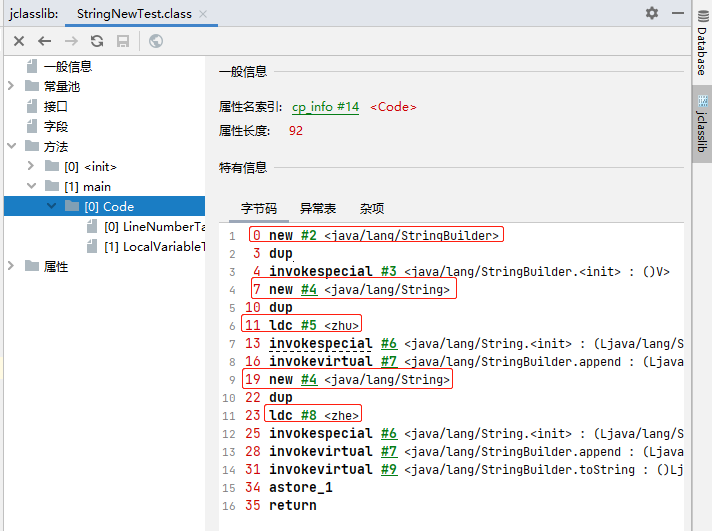 jclasslib: StringNewTest.class
一般信息
常量池
接口
字段
方法
[0] <init>
[1] main
[0] Code
[0] LineNumberTa
[1] LocalVariableT
属性
一般信息
属性名索引: cp_info #14 <Code>
属性长度: 92
特有信息
字节码 异常表 杂项
1 0 new #2 <java/lang/StringBuilder>
2 3 dup
3 4 invokespecial #3 <java/lang/StringBuilder.<init> : ()V>
4 7 new #4 <java/lang/String>
5 10 dup
6 11 ldc #5 <zhu>
7 13 invokespecial #6 <java/lang/String.<init> : (Ljava/lang/S
8 16 invokevirtual #7 <java/lang/StringBuilder.append : (Ljava
9 19 new #4 <java/lang/String>
10 22 dup
11 23 ldc #8 <zhe>
12 25 invokespecial #6 <java/lang/String.<init> : (Ljava/lang/S
13 28 invokevirtual #7 <java/lang/StringBuilder.append : (Ljava
14 31 invokevirtual #9 <java/lang/StringBuilder.toString : ()Lj
15 34 astore_1
16 35 return
Database
jclasslib